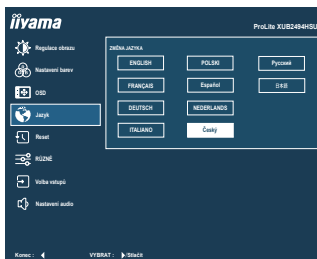 iiyama
ProLite XUB2494HSU
Regulace obrazu
Nastavení barev
OSD
Jazyk
Reset
RŮZNÉ
Volba vstupů
Nastavení audio
ZMĚNA JAZYKA
ENGLISH
POLSKI
Русский
FRANÇAIS
Español
日本語
DEUTSCH
NEDERLANDS
ITALIANO
Český
Konec :
VYBRAT : /Stlačit